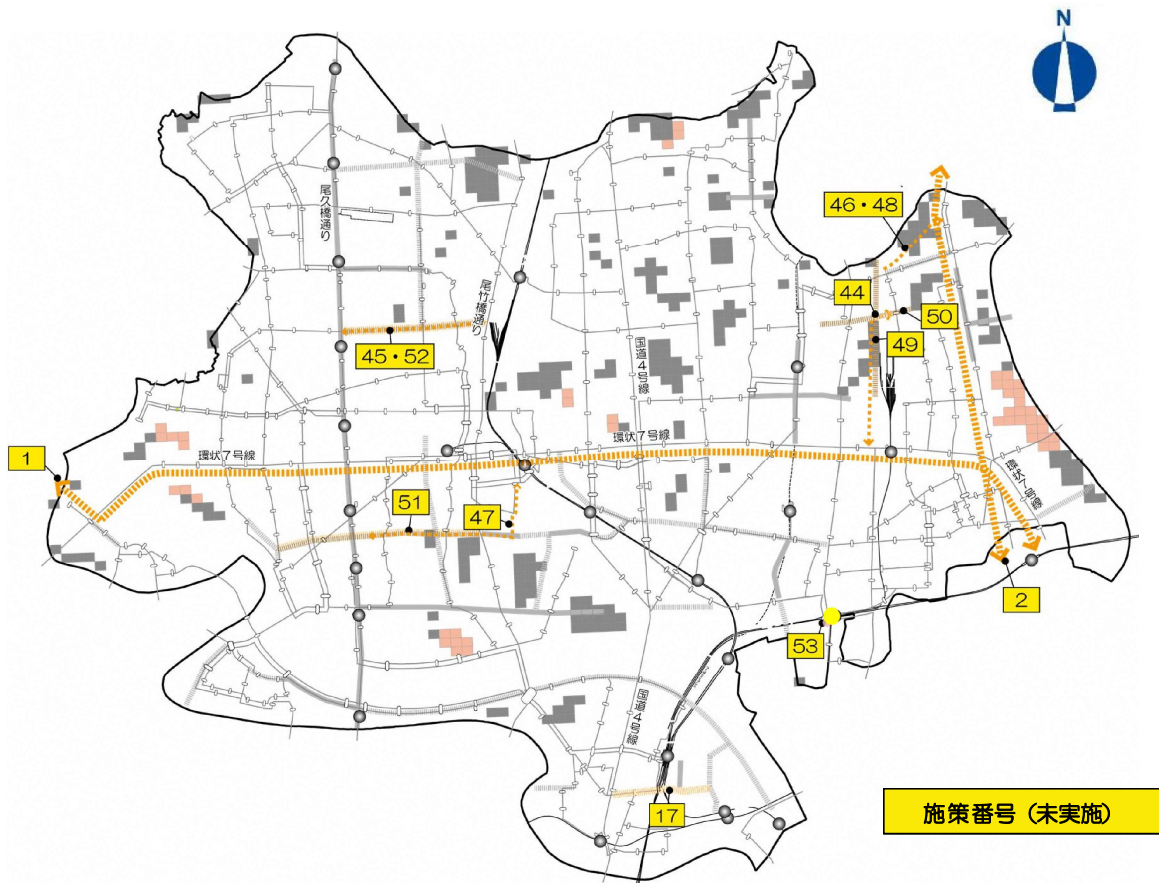 N
尾久橋通り
46・48
尾竹橋通り
44
50
45・52
国道4号線
49
環状7号線
環状7号線
1
51
47
環状7号線
2
53
国道4号線
17
施策番号（未実施）